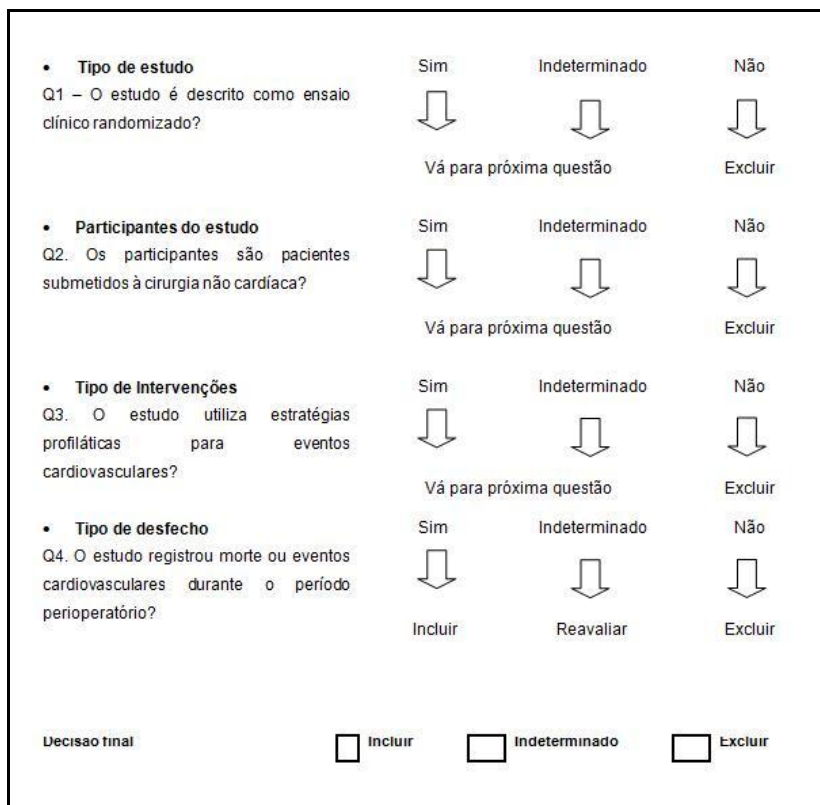 • Tipo de estudo
Sim Indeterminado Não
Q1 – O estudo é descrito como ensaio
clínico randomizado?
Vá para próxima questão Excluir
• Participantes do estudo
Sim Indeterminado Não
Q2. Os participantes são pacientes
submetidos à cirurgia não cardíaca?
Vá para próxima questão Excluir
• Tipo de Intervenções
Sim Indeterminado Não
Q3. O estudo utiliza estratégias
profiláticas para eventos
cardiovasculares?
Vá para próxima questão Excluir
• Tipo de desfecho
Sim Indeterminado Não
Q4. O estudo registrou morte ou eventos
cardiovasculares durante o período
perioperatório?
Incluir Reavaliar Excluir
Decisão final Incluir Indeterminado Excluir